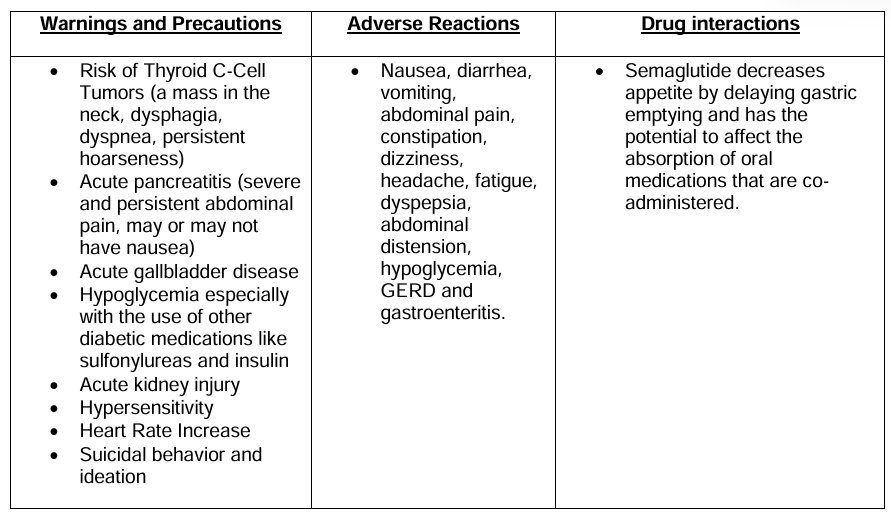 Warnings and Precautions
Adverse Reactions
Drug interactions
• Risk of Thyroid C-Cell
Tumors (a mass in the
neck, dysphagia,
dyspnea, persistent
hoarseness)
• Acute pancreatitis (severe
and persistent abdominal
pain, may or may not
have nausea)
• Acute gallbladder disease
• Hypoglycemia especially
with the use of other
diabetic medications like
sulfonylureas and insulin
• Acute kidney injury
• Hypersensitivity
• Heart Rate Increase
• Suicidal behavior and
ideation
• Nausea, diarrhea,
vomiting,
abdominal pain,
constipation,
dizziness,
headache, fatigue,
dyspepsia,
abdominal
distension,
hypoglycemia,
GERD and
gastroenteritis.
• Semaglutide decreases
appetite by delaying gastric
emptying and has the
potential to affect the
absorption of oral
medications that are co-
administered.